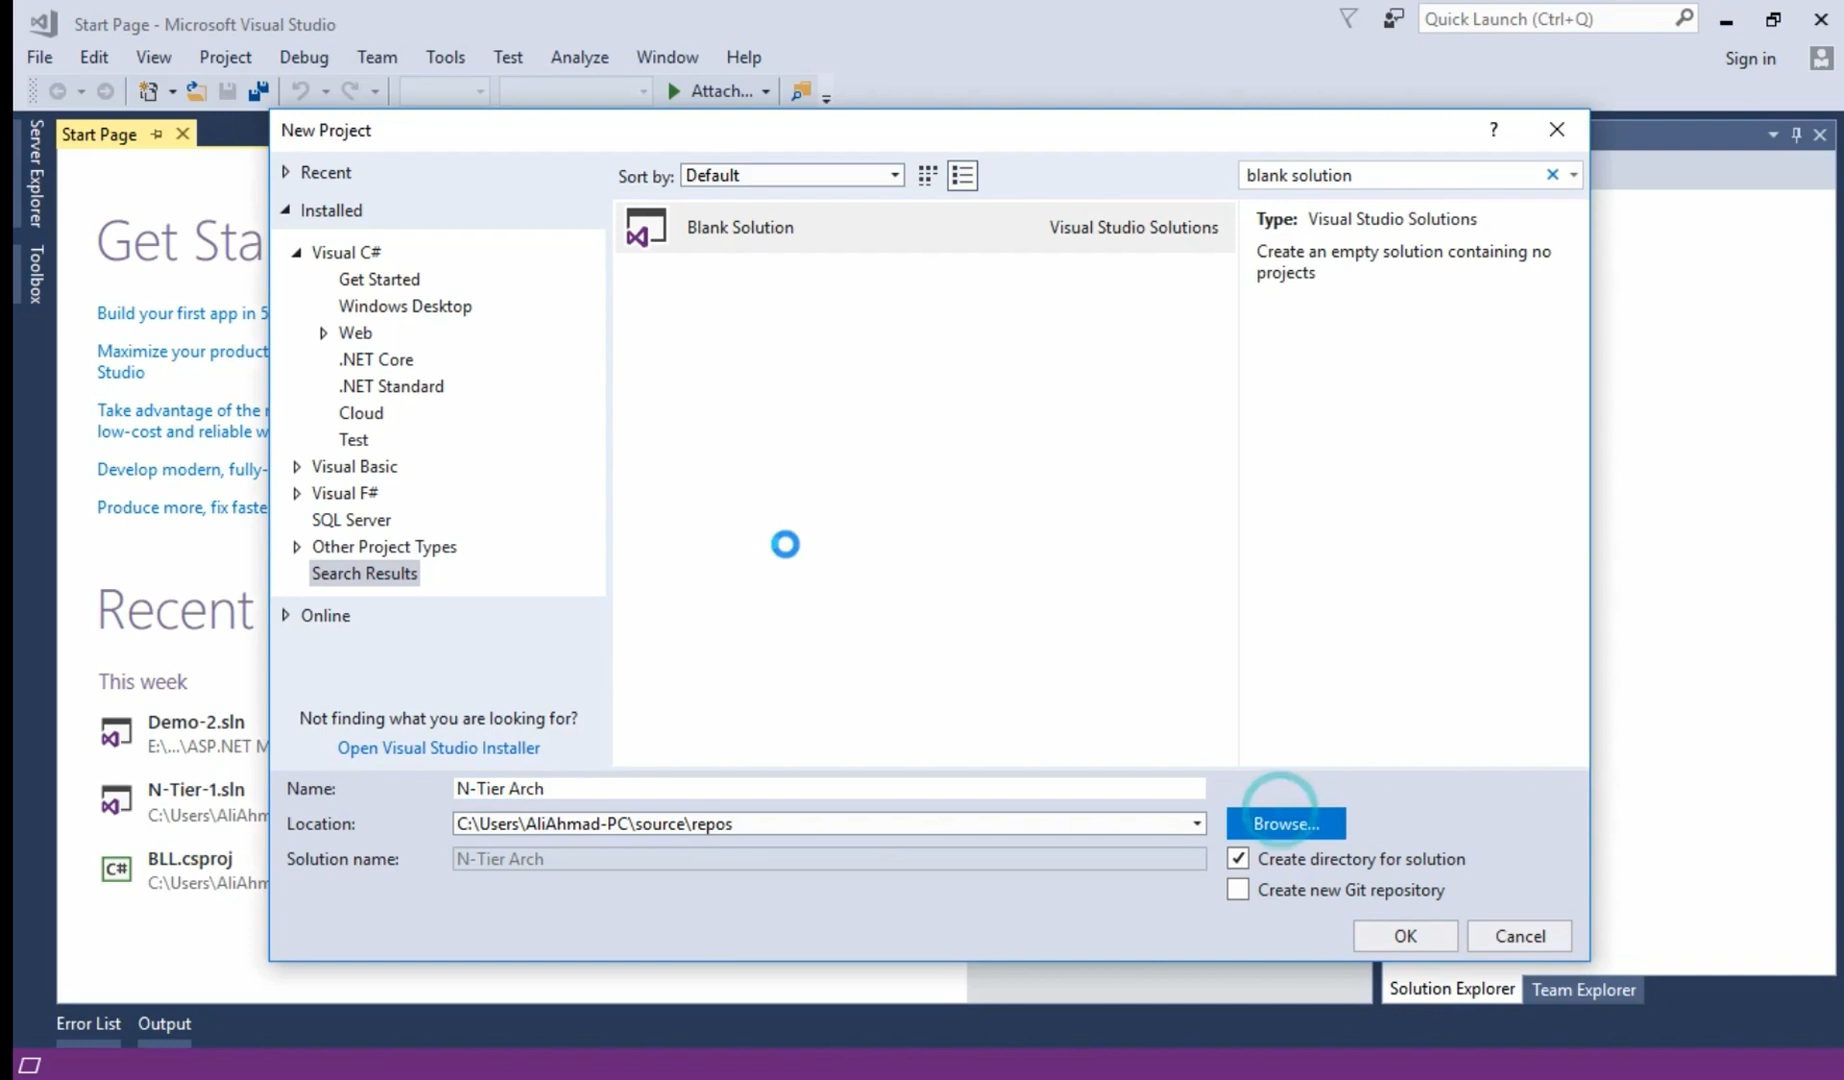 Start Page - Microsoft Visual Studio
Quick Launch (Ctrl+Q)
File Edit View Project Debug Team Tools Test Analyze Window Help
Sign in
Attach...
Server Explorer
Toolbox
Start Page
Get Sta
Build your first app in 5
Maximize your product
Studio
Take advantage of the r
low-cost and reliable w
Develop modern, fully-
Produce more, fix faste
Recent
This week
Demo-2.sln
E:\...\ASP.NET M
N-Tier-1.sln
C:\Users\AliAhm
BLL.csproj
C:\Users\AliAhm
New Project
?
Recent
Installed
Visual C#
Get Started
Windows Desktop
Web
.NET Core
.NET Standard
Cloud
Test
Visual Basic
Visual F#
SQL Server
Other Project Types
Search Results
Online
Not finding what you are looking for?
Open Visual Studio Installer
Sort by: Default
blank solution
Blank Solution Visual Studio Solutions
Type: Visual Studio Solutions
Create an empty solution containing no
projects
Name: N-Tier Arch
Location: C:\Users\AliAhmad-PC\source\repos
Browse...
Solution name: N-Tier Arch
Create directory for solution
Create new Git repository
OK Cancel
Solution Explorer Team Explorer
Error List Output